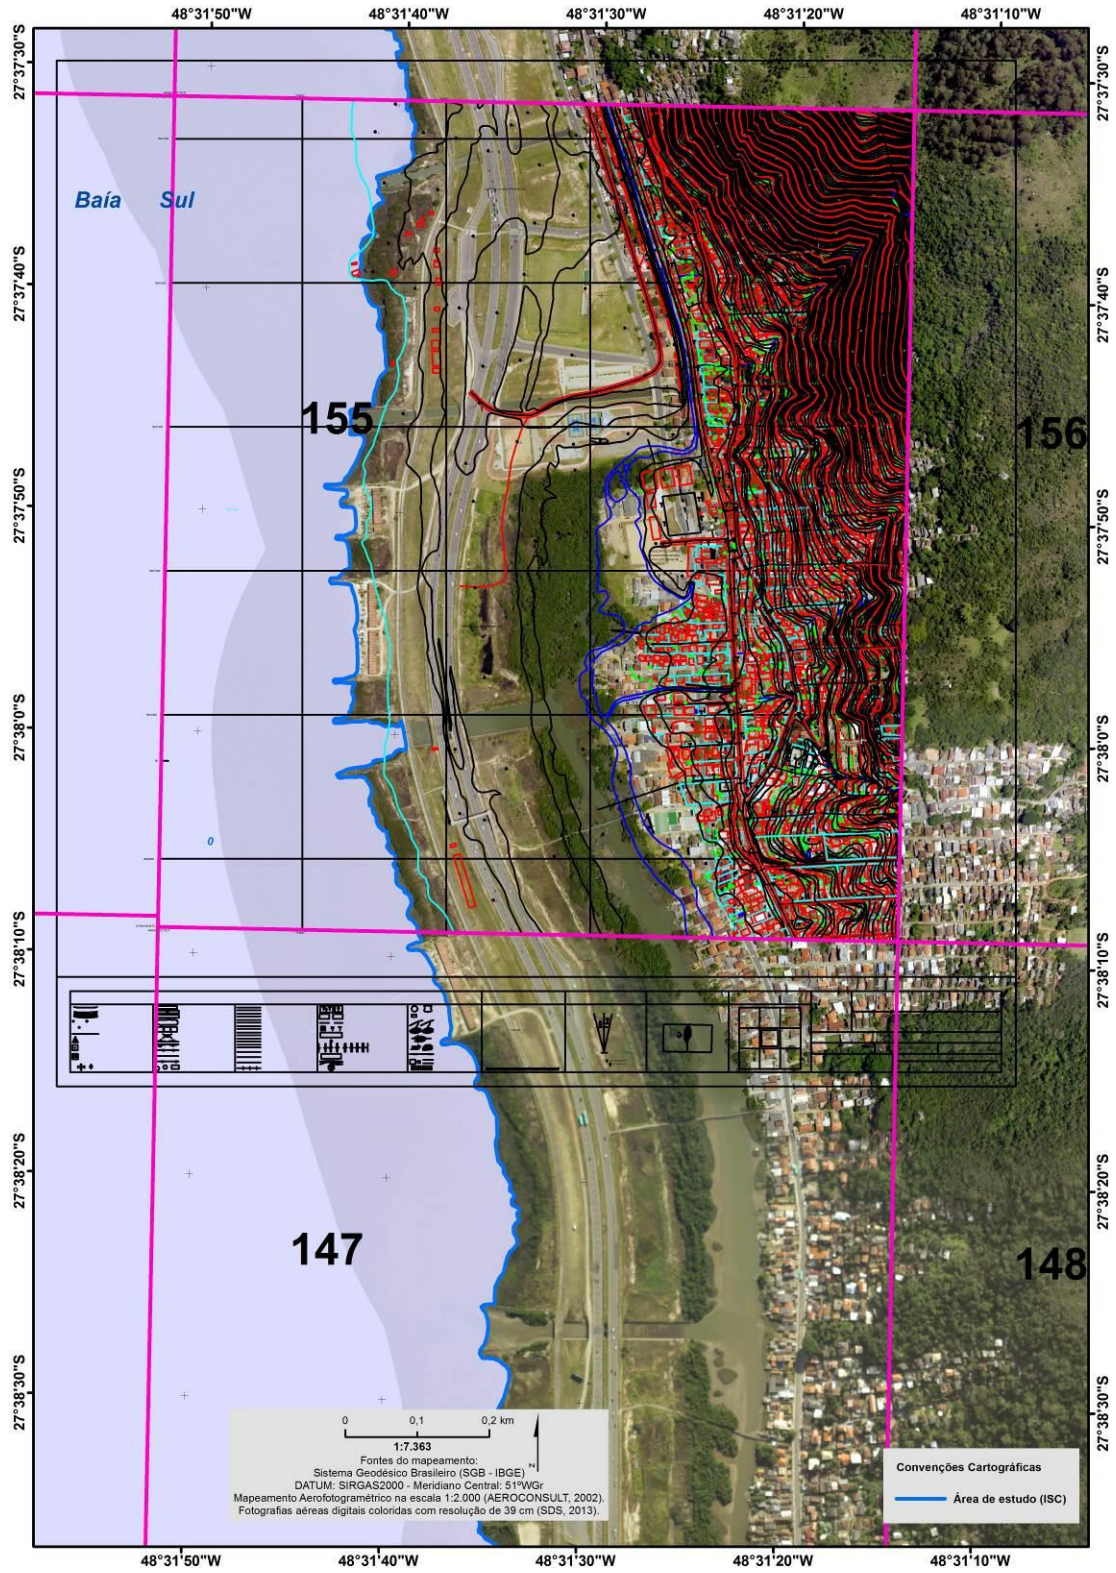 48°31'50"W 48°31'40"W 48°31'30"W 48°31'20"W 48°31'10"W
27°37'30"S
27°37'30"S
Baía Sul
27°37'40"S
27°37'40"S
155
156
27°37'50"S
27°37'50"S
27°38'0"S
27°38'0"S
0
27°38'10"S
27°38'10"S
27°38'20"S
27°38'20"S
147
148
27°38'30"S
27°38'30"S
0 0,1 0,2 km
1:7.363
Fontes do mapeamento:
Sistema Geodésico Brasileiro (SGB - IBGE)
DATUM: SIRGAS2000 - Meridiano Central: 51ºWGr
Mapeamento Aerofotogramétrico na escala 1:2.000 (AEROCONSULT, 2002).
Fotografias aéreas digitais coloridas com resolução de 39 cm (SDS, 2013).
N
Convenções Cartográficas
Área de estudo (ISC)
48°31'50"W 48°31'40"W 48°31'30"W 48°31'20"W 48°31'10"W